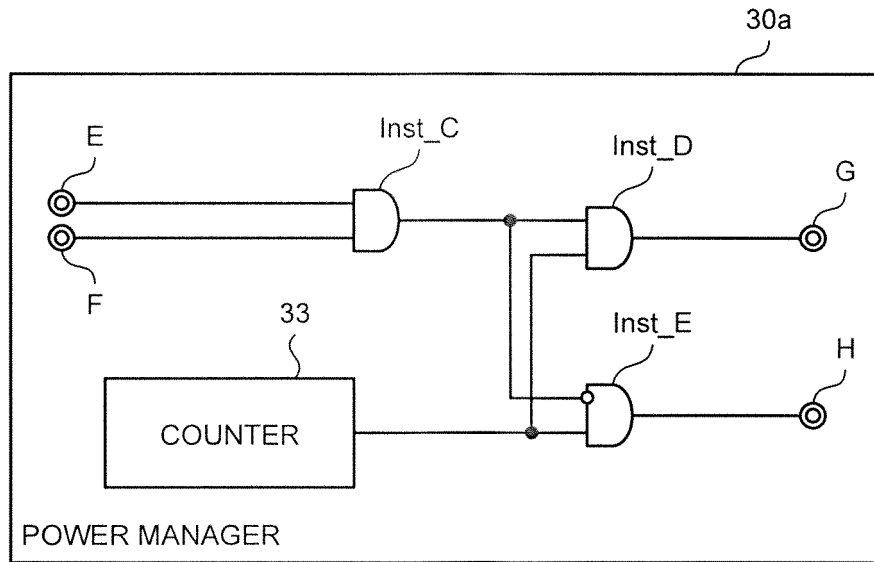 30a
E
Inst_C
Inst_D
G
F
33
Inst_E
H
COUNTER
POWER MANAGER